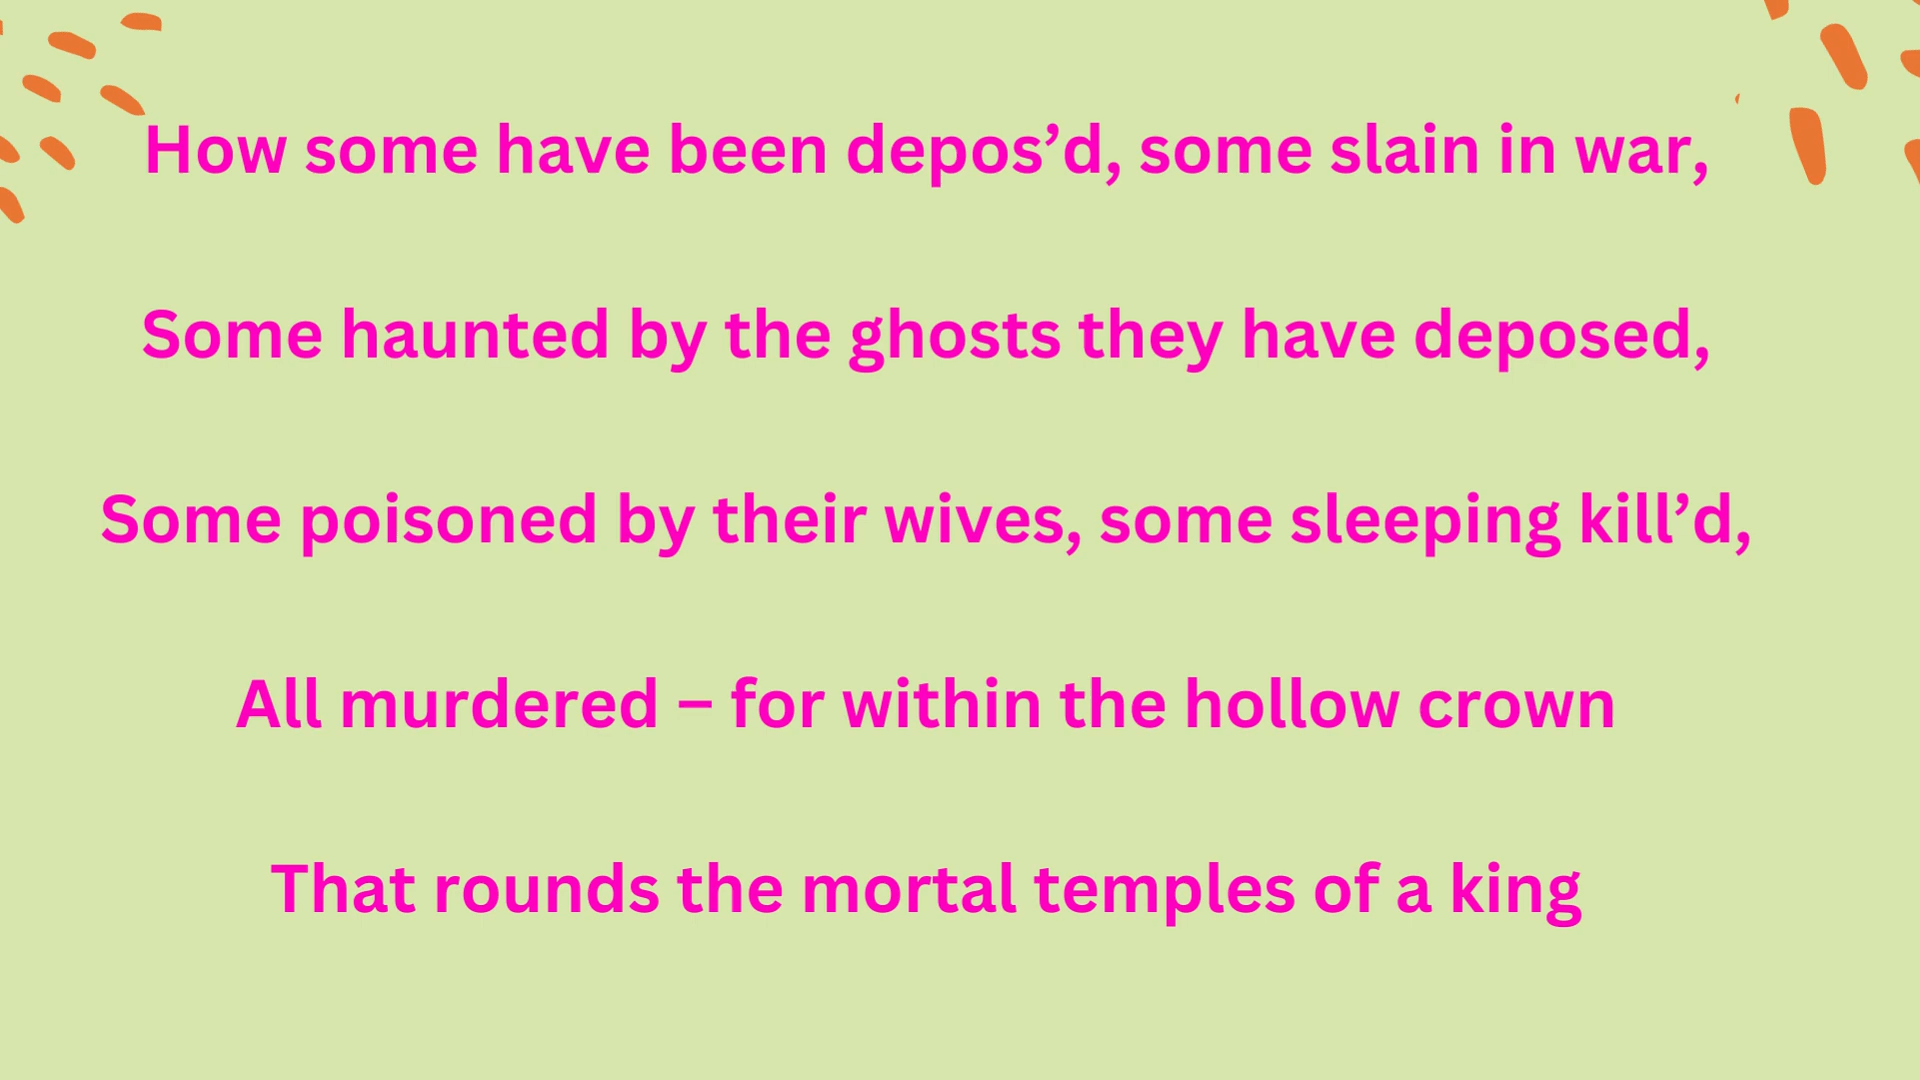 How some have been depos’d, some slain in war,
Some haunted by the ghosts they have deposed,
Some poisoned by their wives, some sleeping kill’d,
All murdered – for within the hollow crown
That rounds the mortal temples of a king